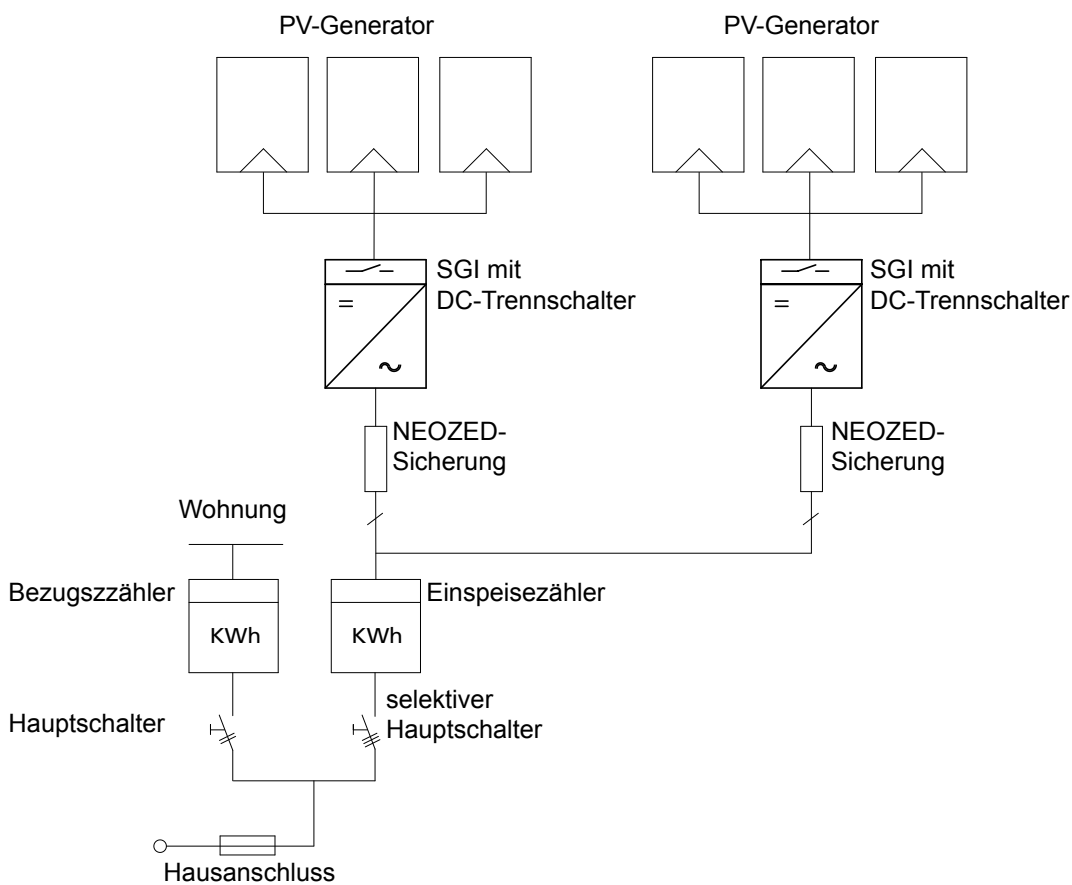 PV-Generator
PV-Generator
SGI mit
DC-Trennschalter
SGI mit
DC-Trennschalter
=
~
=
~
NEOZED-
Sicherung
NEOZED-
Sicherung
Wohnung
Bezugszzähler
KWh
KWh
Einspeisezähler
Hauptschalter
selektiver
Hauptschalter
Hausanschluss